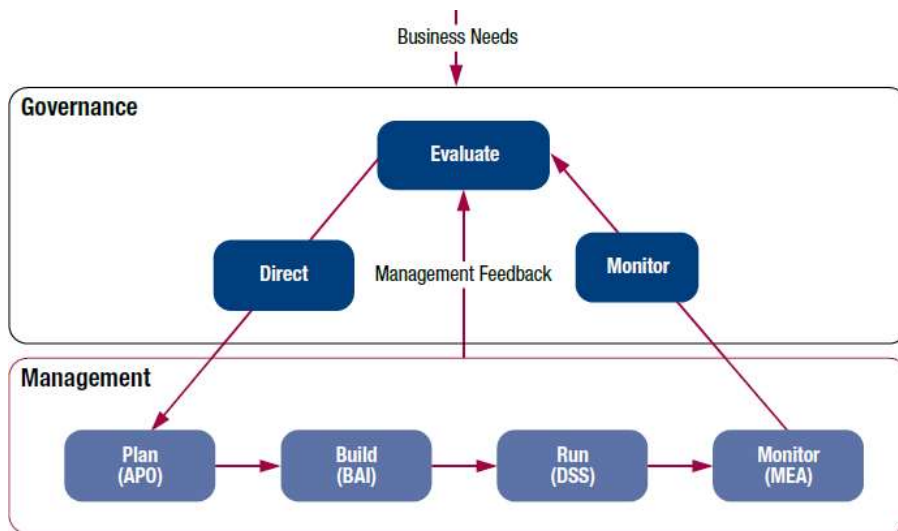 Business Needs
Governance
Evaluate
Direct
Management Feedback
Monitor
Management
Plan
(APO)
Build
(BAI)
Run
(DSS)
Monitor
(MEA)